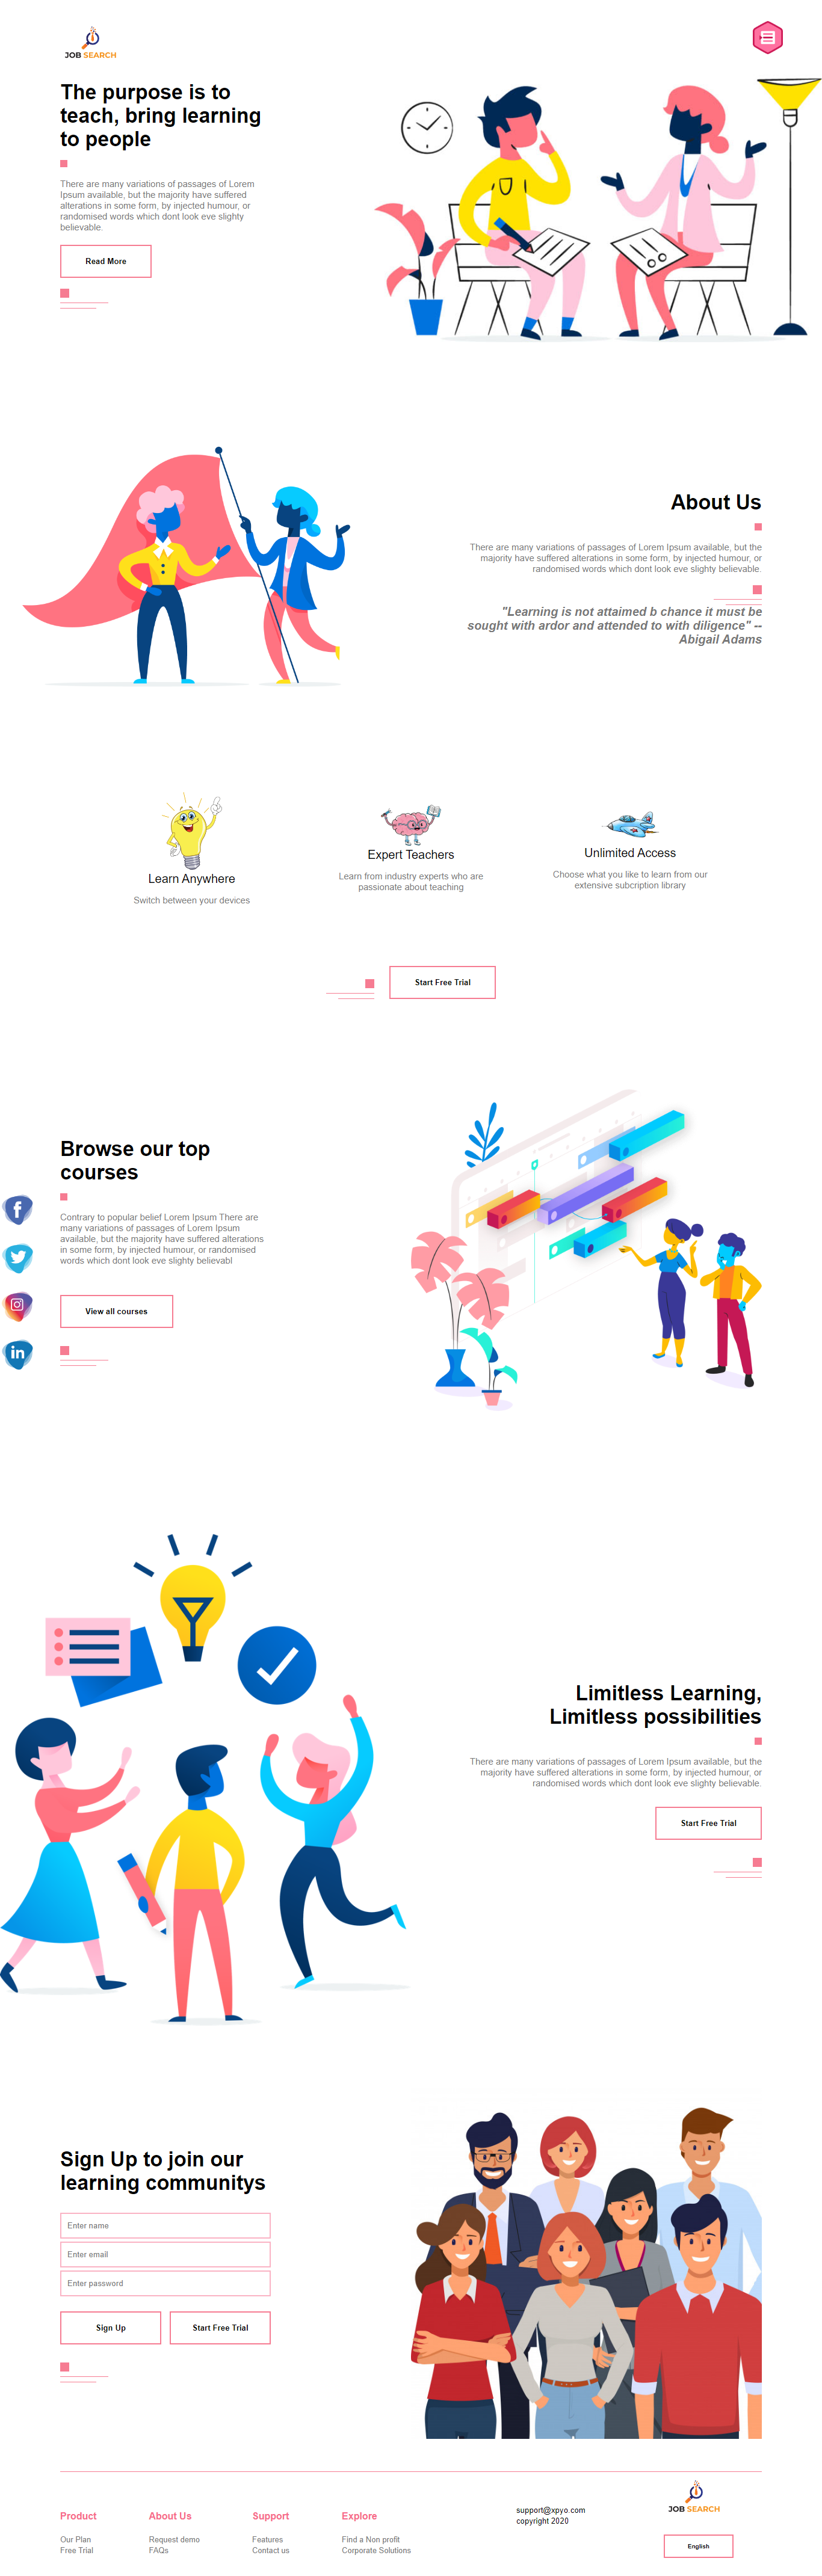 JOB SEARCH
The purpose is to
teach, bring learning
to people
There are many variations of passages of Lorem
Ipsum available, but the majority have suffered
alterations in some form, by injected humour, or
randomised words which dont look eve slighty
believable.
Read More
About Us
There are many variations of passages of Lorem Ipsum available, but the
majority have suffered alterations in some form, by injected humour, or
randomised words which dont look eve slighty believable.
"Learning is not attaimed b chance it must be
sought with ardor and attended to with diligence" --
Abigail Adams
Learn Anywhere
Switch between your devices
Expert Teachers
Learn from industry experts who are
passionate about teaching
Unlimited Access
Choose what you like to learn from our
extensive subcription library
Start Free Trial
Browse our top
courses
Contrary to popular belief Lorem Ipsum There are
many variations of passages of Lorem Ipsum
available, but the majority have suffered alterations
in some form, by injected humour, or randomised
words which dont look eve slighty believabl
View all courses
f
in
Limitless Learning,
Limitless possibilities
There are many variations of passages of Lorem Ipsum available, but the
majority have suffered alterations in some form, by injected humour, or
randomised words which dont look eve slighty believable.
Start Free Trial
Sign Up to join our
learning communitys
Enter name
Enter email
Enter password
Sign Up
Start Free Trial
Product
Our Plan
Free Trial
About Us
Request demo
FAQs
Support
Features
Contact us
Explore
Find a Non profit
Corporate Solutions
support@xpyo.com
copyright 2020
JOB SEARCH
English